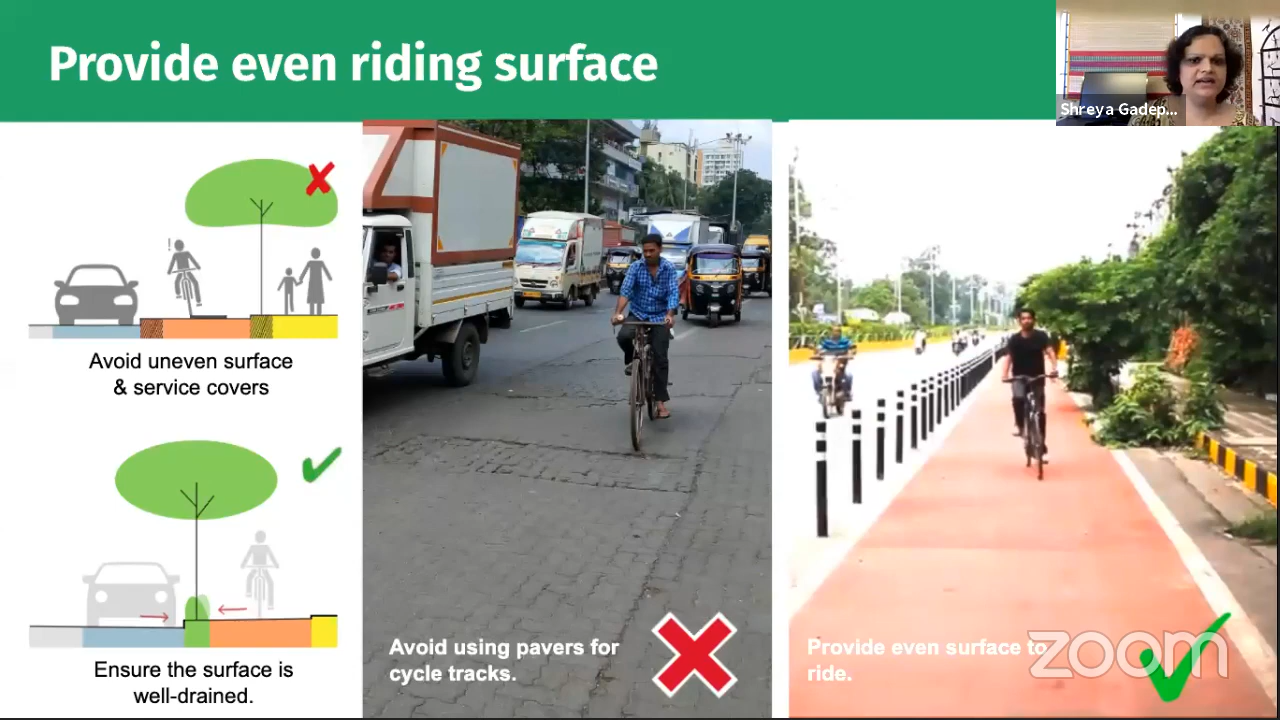 Provide even riding surface
Shreya Gadep...
Avoid uneven surface
& service covers
Ensure the surface is
well-drained.
Avoid using pavers for
cycle tracks.
Provide even surface to
ride.
zoom